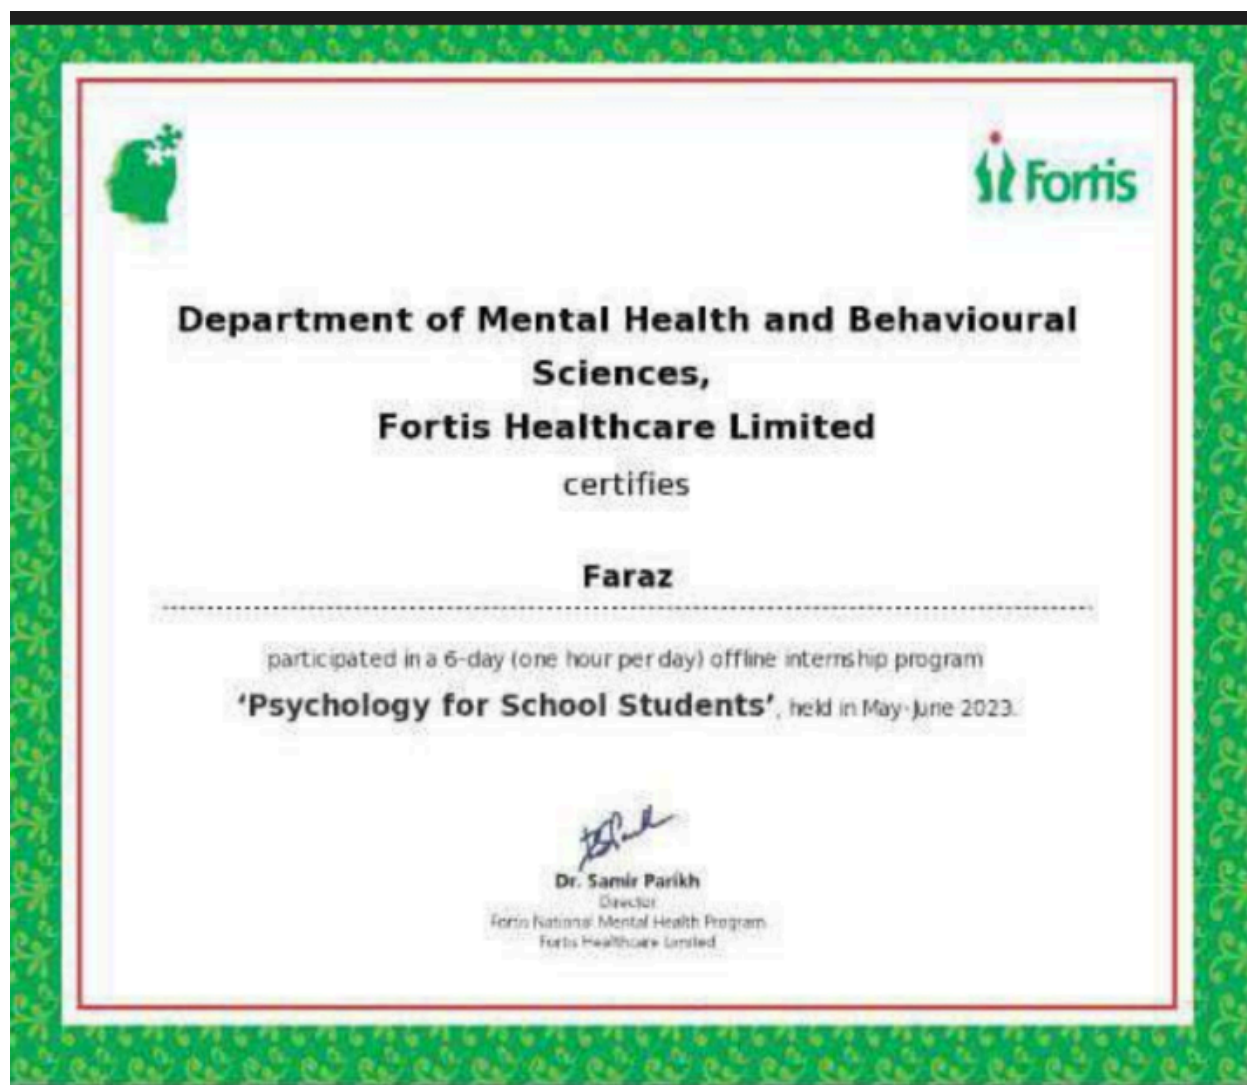 Fortis
Department of Mental Health and Behavioural
Sciences,
Fortis Healthcare Limited
certifies
Faraz
participated in a 6-day (one hour per day) offline internship program
‘Psychology for School Students’, held in May-June 2023.
Dr. Samir Parikh
Director
Fortis National Mental Health Program
Fortis Healthcare Limited